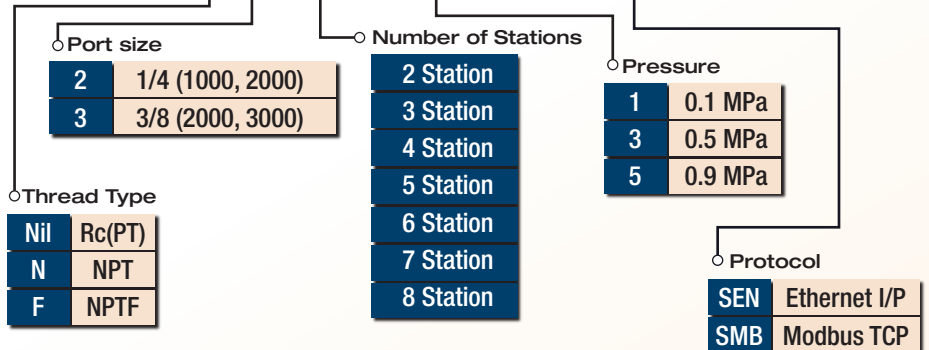 Port size
2 1/4 (1000, 2000)
3 3/8 (2000, 3000)
Number of Stations
2 Station
3 Station
4 Station
5 Station
6 Station
7 Station
8 Station
Pressure
1 0.1 MPa
3 0.5 MPa
5 0.9 MPa
Thread Type
Nil Rc(PT)
N NPT
F NPTF
Protocol
SEN Ethernet I/P
SMB Modbus TCP